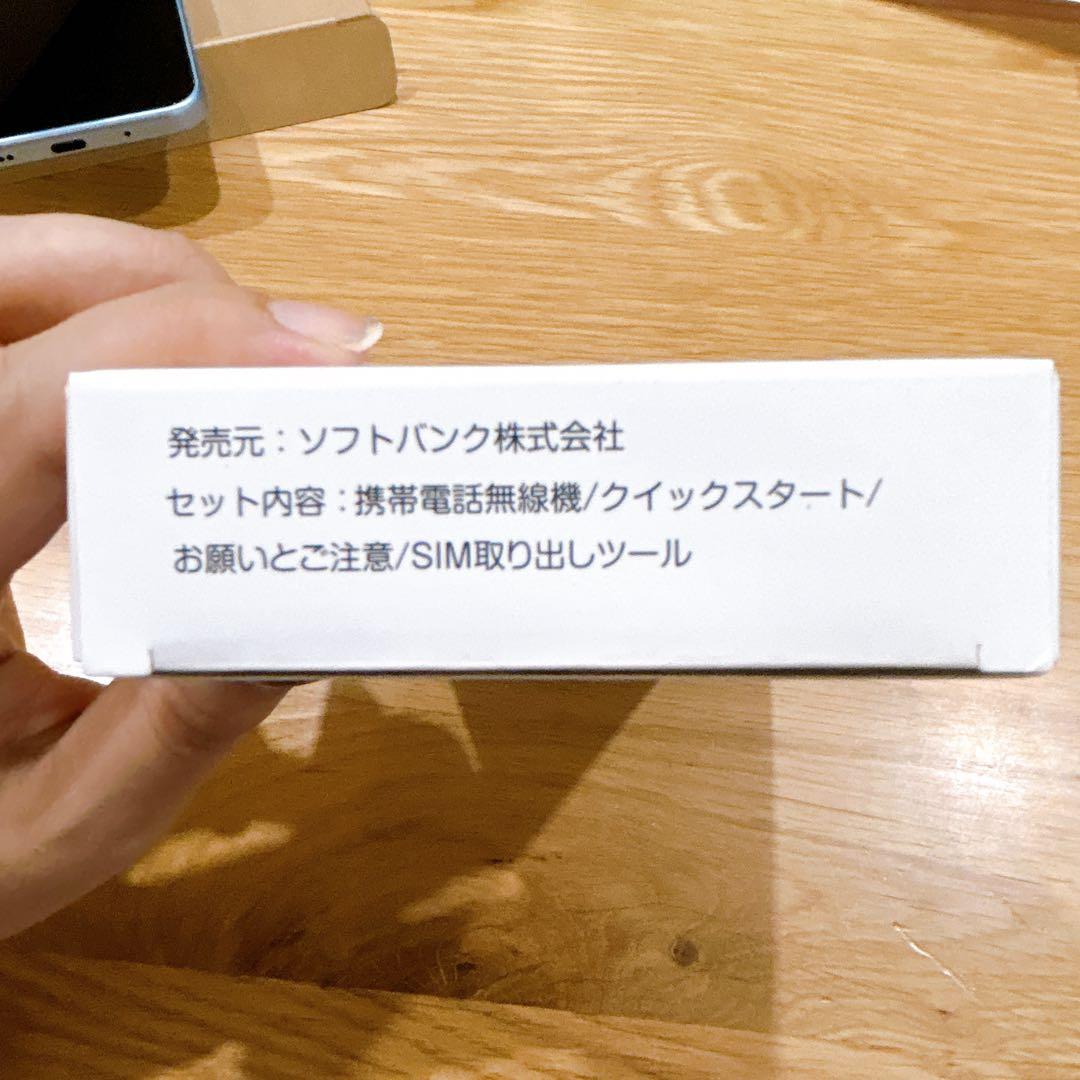 発売元：ソフトバンク株式会社
セット内容：携帯電話無線機/クイックスタート/
お願いとご注意/SIM取り出しツール